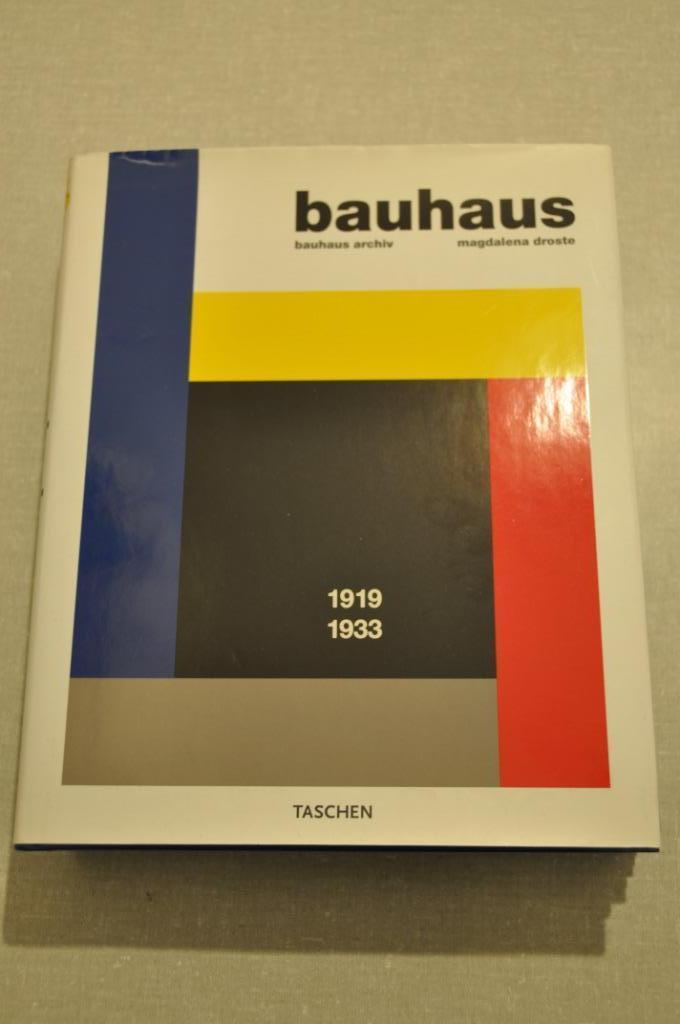 bauhaus
bauhaus archiv magdalena droste
1919
1933
TASCHEN